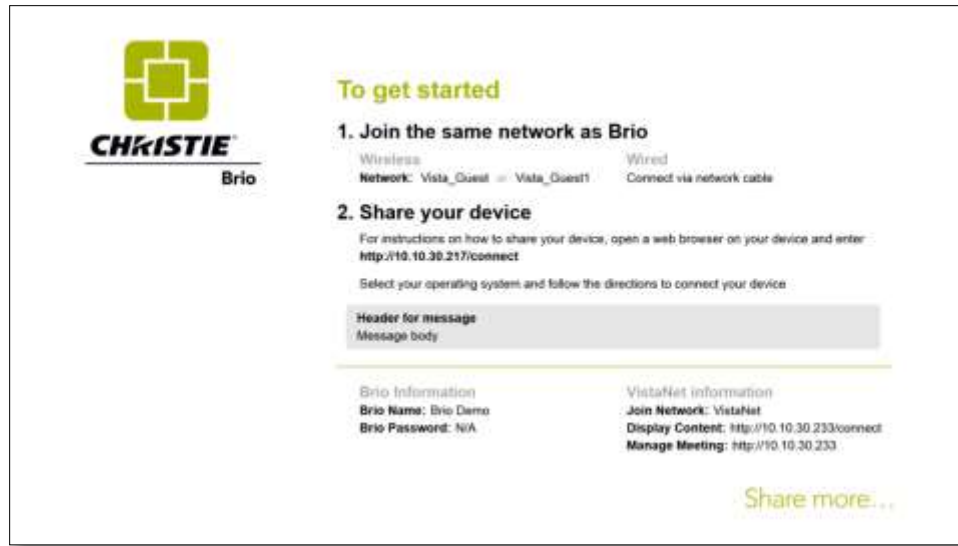 CHRISTIE®
Brio
To get started
1. Join the same network as Brio
Wireless
Wired
Network: Vista_Guest or Vista_Guest1
Connect via network cable
2. Share your device
For instructions on how to share your device, open a web browser on your device and enter
http://10.10.30.217/connect
Select your operating system and follow the directions to connect your device
Header for message
Message body
Brio Information
VistaNet information
Brio Name: Brio Demo
Join Network: VistaNet
Brio Password: N/A
Display Content: http://10.10.30.233/connect
Manage Meeting: http://10.10.30.233
Share more...